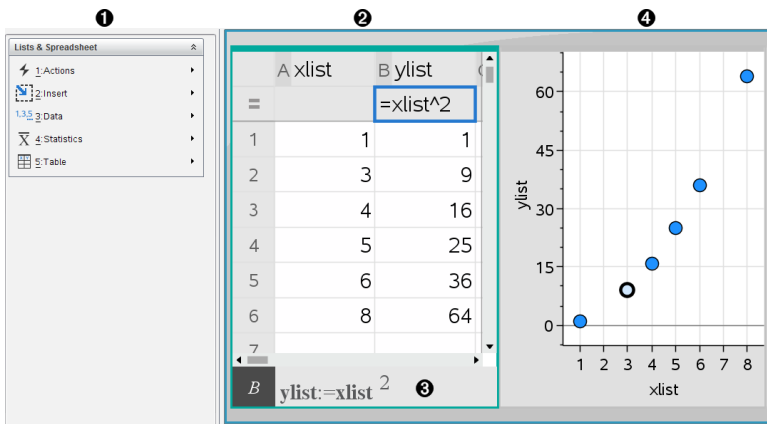 ❶ ❷ ❹
Lists & Spreadsheet
1:Actions
2:Insert
1,3,5 3:Data
X̅ 4:Statistics
5:Table
A xlist B ylist
= =xlist^2
1 1 1
2 3 9
3 4 16
4 5 25
5 6 36
6 8 64
7
B ylist:=xlist 2 ❸
60
45
30
15
0
ylist
1 2 3 4 5 6 7 8
xlist